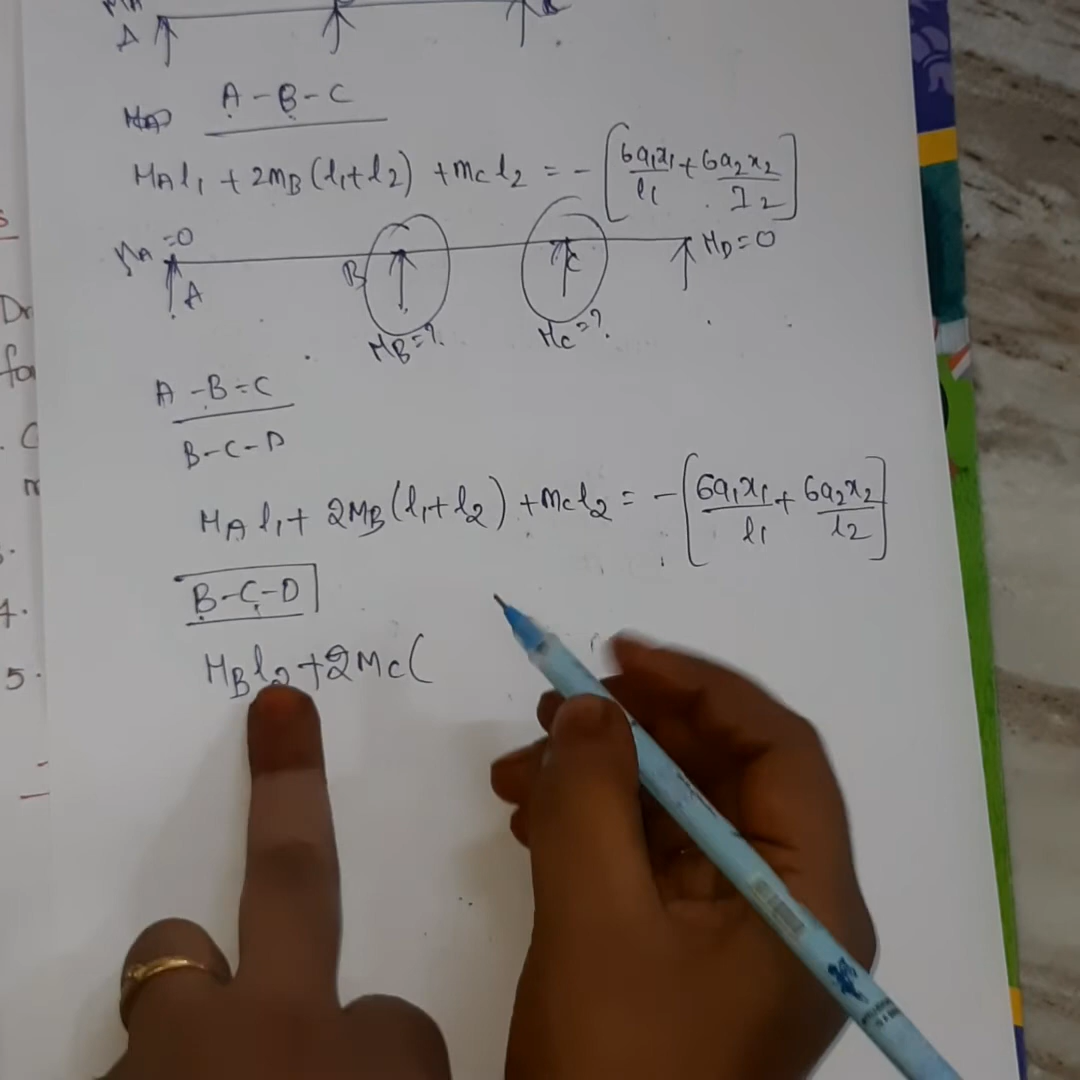 A
A - B - C
MA l₁ + 2MB (l₁ + l₂) + Mc l₂ = - [6a₁x₁/l₁ + 6a₂x₂/l₂]
MA = 0
MD = 0
A
B
C
MB = ?
Mc = ?
A - B = C
B - C - D
MA l₁ + 2MB (l₁ + l₂) + Mc l₂ = - [6a₁x₁/l₁ + 6a₂x₂/l₂]
B - C - D
MB l₂ + 2Mc (
4.
5.